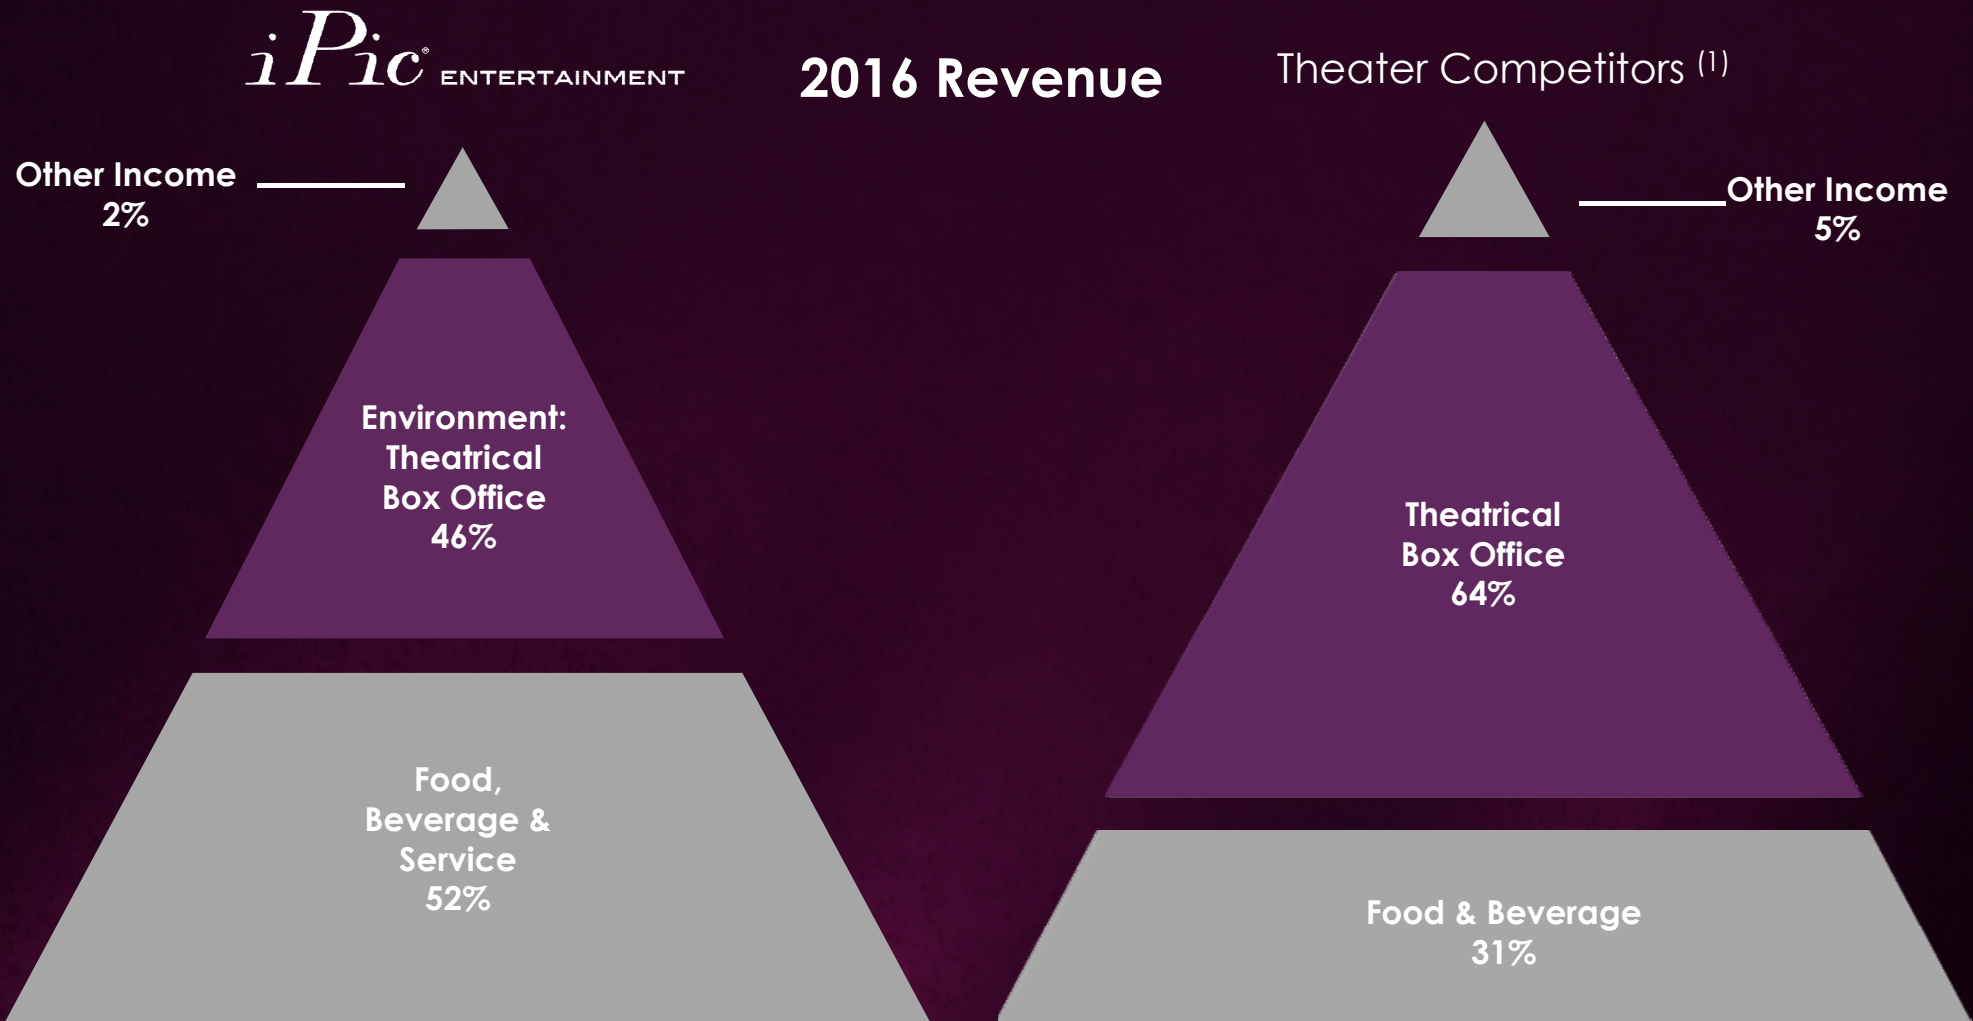 iPic® ENTERTAINMENT
2016 Revenue
Theater Competitors (1)
Other Income
2%
Environment:
Theatrical
Box Office
46%
Food,
Beverage &
Service
52%
Other Income
5%
Theatrical
Box Office
64%
Food & Beverage
31%